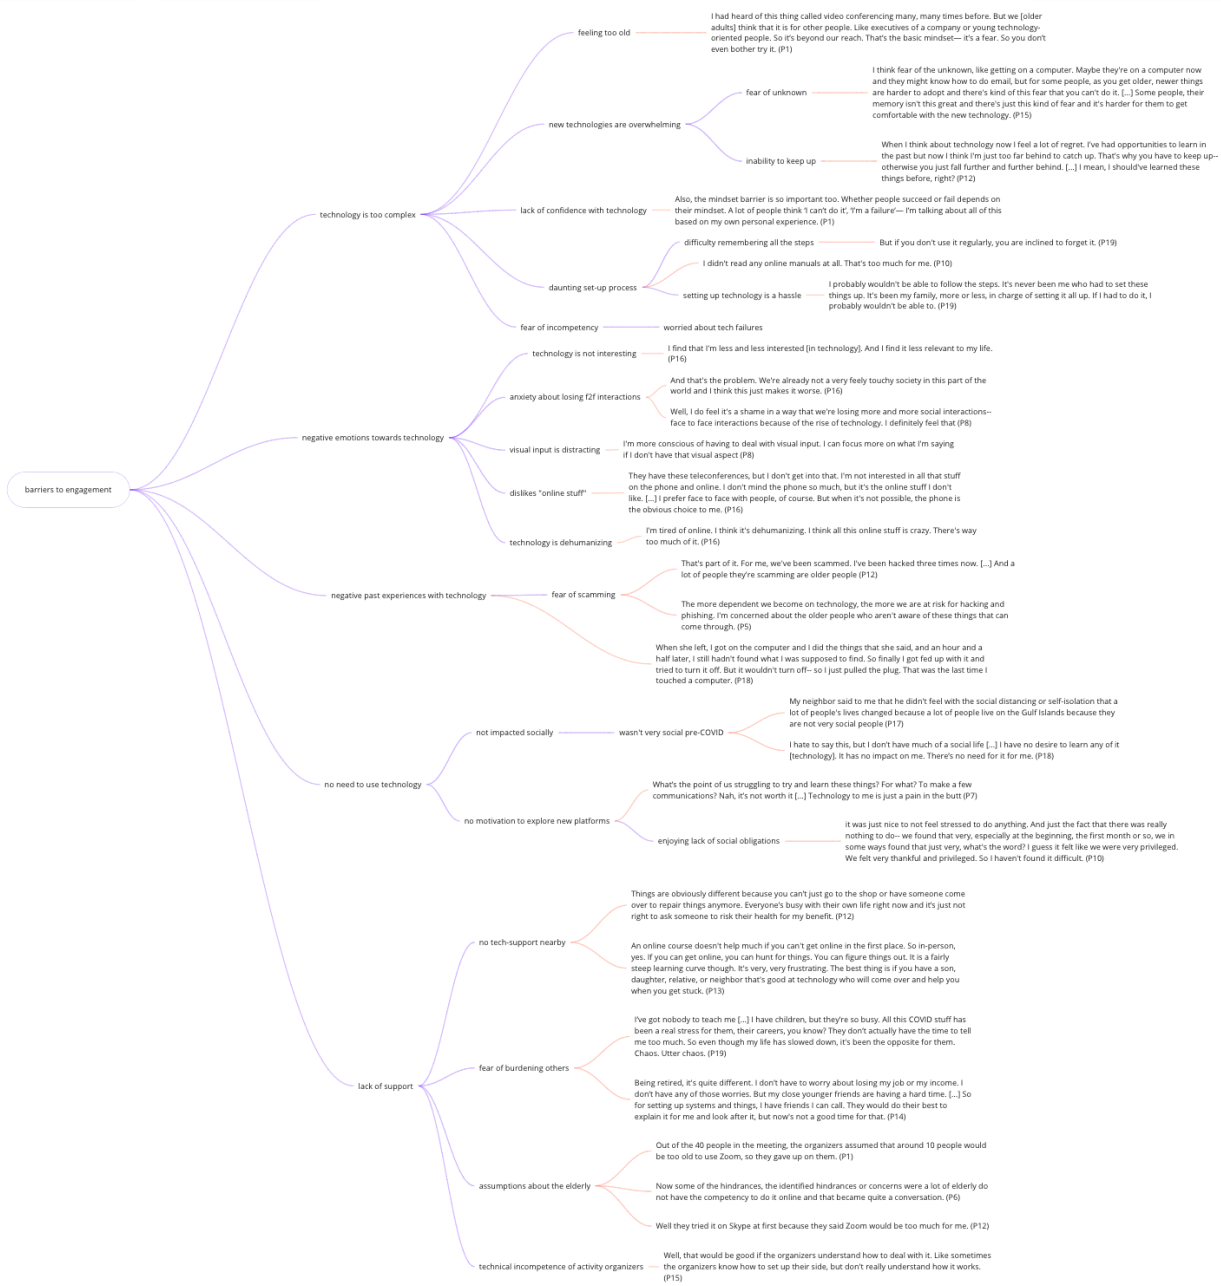 feeling too old
I had heard of this thing called video conferencing many, many times before. But we [older
adults] think that it is for other people. Like executives of a company or young technology-
oriented people. So it's beyond our reach. That's the basic mindset— it's a fear. So you don't
even bother try it. (P1)
I think fear of the unknown, like getting on a computer. Maybe they're on a computer now
and they might know how to do email, but for some people, as you get older, newer things
are harder to adopt and there's kind of this fear that you can't do it. [...] Some people, their
memory isn't this great and there's just this kind of fear and it's harder for them to get
comfortable with the new technology. (P15)
fear of unknown
new technologies are overwhelming
inability to keep up
When I think about technology now I feel a lot of regret. I've had opportunities to learn in
the past but now I think I'm just too far behind to catch up. That's why you have to keep up--
otherwise you just fall further and further behind. [...] I mean, I should've learned these
things before, right? (P12)
technology is too complex
lack of confidence with technology
Also, the mindset barrier is so important too. Whether people succeed or fail depends on
their mindset. A lot of people think 'I can't do it', 'I'm a failure'— I'm talking about all of this
based on my own personal experience. (P1)
difficulty remembering all the steps
But if you don't use it regularly, you are inclined to forget it. (P19)
I didn't read any online manuals at all. That's too much for me. (P10)
daunting set-up process
setting up technology is a hassle
I probably wouldn't be able to follow the steps. It's never been me who had to set these
things up. It's been my family, more or less, in charge of setting it all up. If I had to do it, I
probably wouldn't be able to. (P19)
fear of incompetency
worried about tech failures
technology is not interesting
I find that I'm less and less interested [in technology]. And I find it less relevant to my life.
(P16)
anxiety about losing f2f interactions
And that's the problem. We're already not a very feely touchy society in this part of the
world and I think this just makes it worse. (P16)
Well, I do feel it's a shame in a way that we're losing more and more social interactions--
face to face interactions because of the rise of technology. I definitely feel that (P8)
negative emotions towards technology
visual input is distracting
I'm more conscious of having to deal with visual input. I can focus more on what I'm saying
if I don't have that visual aspect (P8)
barriers to engagement
dislikes "online stuff"
They have these teleconferences, but I don't get into that. I'm not interested in all that stuff
on the phone and online. I don't mind the phone so much, but it's the online stuff I don't
like. [...] I prefer face to face with people, of course. But when it's not possible, the phone is
the obvious choice to me. (P16)
technology is dehumanizing
I'm tired of online. I think it's dehumanizing. I think all this online stuff is crazy. There's way
too much of it. (P16)
negative past experiences with technology
fear of scamming
That's part of it. For me, we've been scammed. I've been hacked three times now. [...] And a
lot of people they're scamming are older people (P12)
The more dependent we become on technology, the more we are at risk for hacking and
phishing. I'm concerned about the older people who aren't aware of these things that can
come through. (P5)
When she left, I got on the computer and I did the things that she said, and an hour and a
half later, I still hadn't found what I was supposed to find. So finally I got fed up with it and
tried to turn it off. But it wouldn't turn off-- so I just pulled the plug. That was the last time I
touched a computer. (P18)
not impacted socially
wasn't very social pre-COVID
My neighbor said to me that he didn't feel with the social distancing or self-isolation that a
lot of people's lives changed because a lot of people live on the Gulf Islands because they
are not very social people (P17)
I hate to say this, but I don't have much of a social life [...] I have no desire to learn any of it
[technology]. It has no impact on me. There's no need for it for me. (P18)
no need to use technology
no motivation to explore new platforms
What's the point of us struggling to try and learn these things? For what? To make a few
communications? Nah, it's not worth it [...] Technology to me is just a pain in the butt (P7)
enjoying lack of social obligations
it was just nice to not feel stressed to do anything. And just the fact that there was really
nothing to do-- we found that very, especially at the beginning, the first month or so, we in
some ways found that just very, what's the word? I guess it felt like we were very privileged.
We felt very thankful and privileged. So I haven't found it difficult. (P10)
no tech-support nearby
Things are obviously different because you can't just go to the shop or have someone come
over to repair things anymore. Everyone's busy with their own life right now and it's just not
right to ask someone to risk their health for my benefit. (P12)
An online course doesn't help much if you can't get online in the first place. So in-person,
yes. If you can get online, you can hunt for things. You can figure things out. It is a fairly
steep learning curve though. It's very, very frustrating. The best thing is if you have a son,
daughter, relative, or neighbor that's good at technology who will come over and help you
when you get stuck. (P13)
fear of burdening others
I've got nobody to teach me [...] I have children, but they're so busy. All this COVID stuff has
been a real stress for them, their careers, you know? They don't actually have the time to tell
me too much. So even though my life has slowed down, it's been the opposite for them.
Chaos. Utter chaos. (P19)
Being retired, it's quite different. I don't have to worry about losing my job or my income. I
don't have any of those worries. But my close younger friends are having a hard time. [...] So
for setting up systems and things, I have friends I can call. They would do their best to
explain it for me and look after it, but now's not a good time for that. (P14)
lack of support
assumptions about the elderly
Out of the 40 people in the meeting, the organizers assumed that around 10 people would
be too old to use Zoom, so they gave up on them. (P1)
Now some of the hindrances, the identified hindrances or concerns were a lot of elderly do
not have the competency to do it online and that became quite a conversation. (P6)
Well they tried it on Skype at first because they said Zoom would be too much for me. (P12)
technical incompetence of activity organizers
Well, that would be good if the organizers understand how to deal with it. Like sometimes
the organizers know how to set up their side, but don't really understand how it works.
(P15)